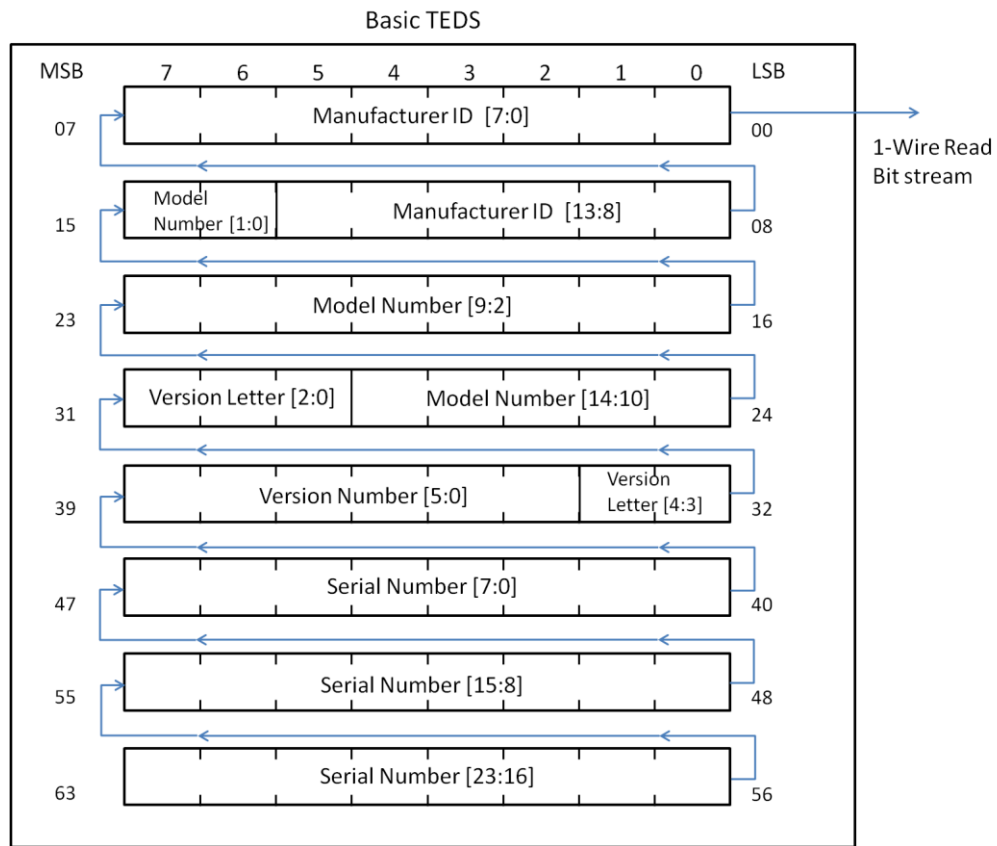 Basic TEDS
MSB 7 6 5 4 3 2 1 0 LSB
Manufacturer ID [7:0]
07 00
1-Wire Read
Bit stream
Model
Number [1:0]
Manufacturer ID [13:8]
15 08
Model Number [9:2]
23 16
Version Letter [2:0] Model Number [14:10]
31 24
Version Number [5:0]
Version
Letter [4:3]
39 32
Serial Number [7:0]
47 40
Serial Number [15:8]
55 48
Serial Number [23:16]
63 56